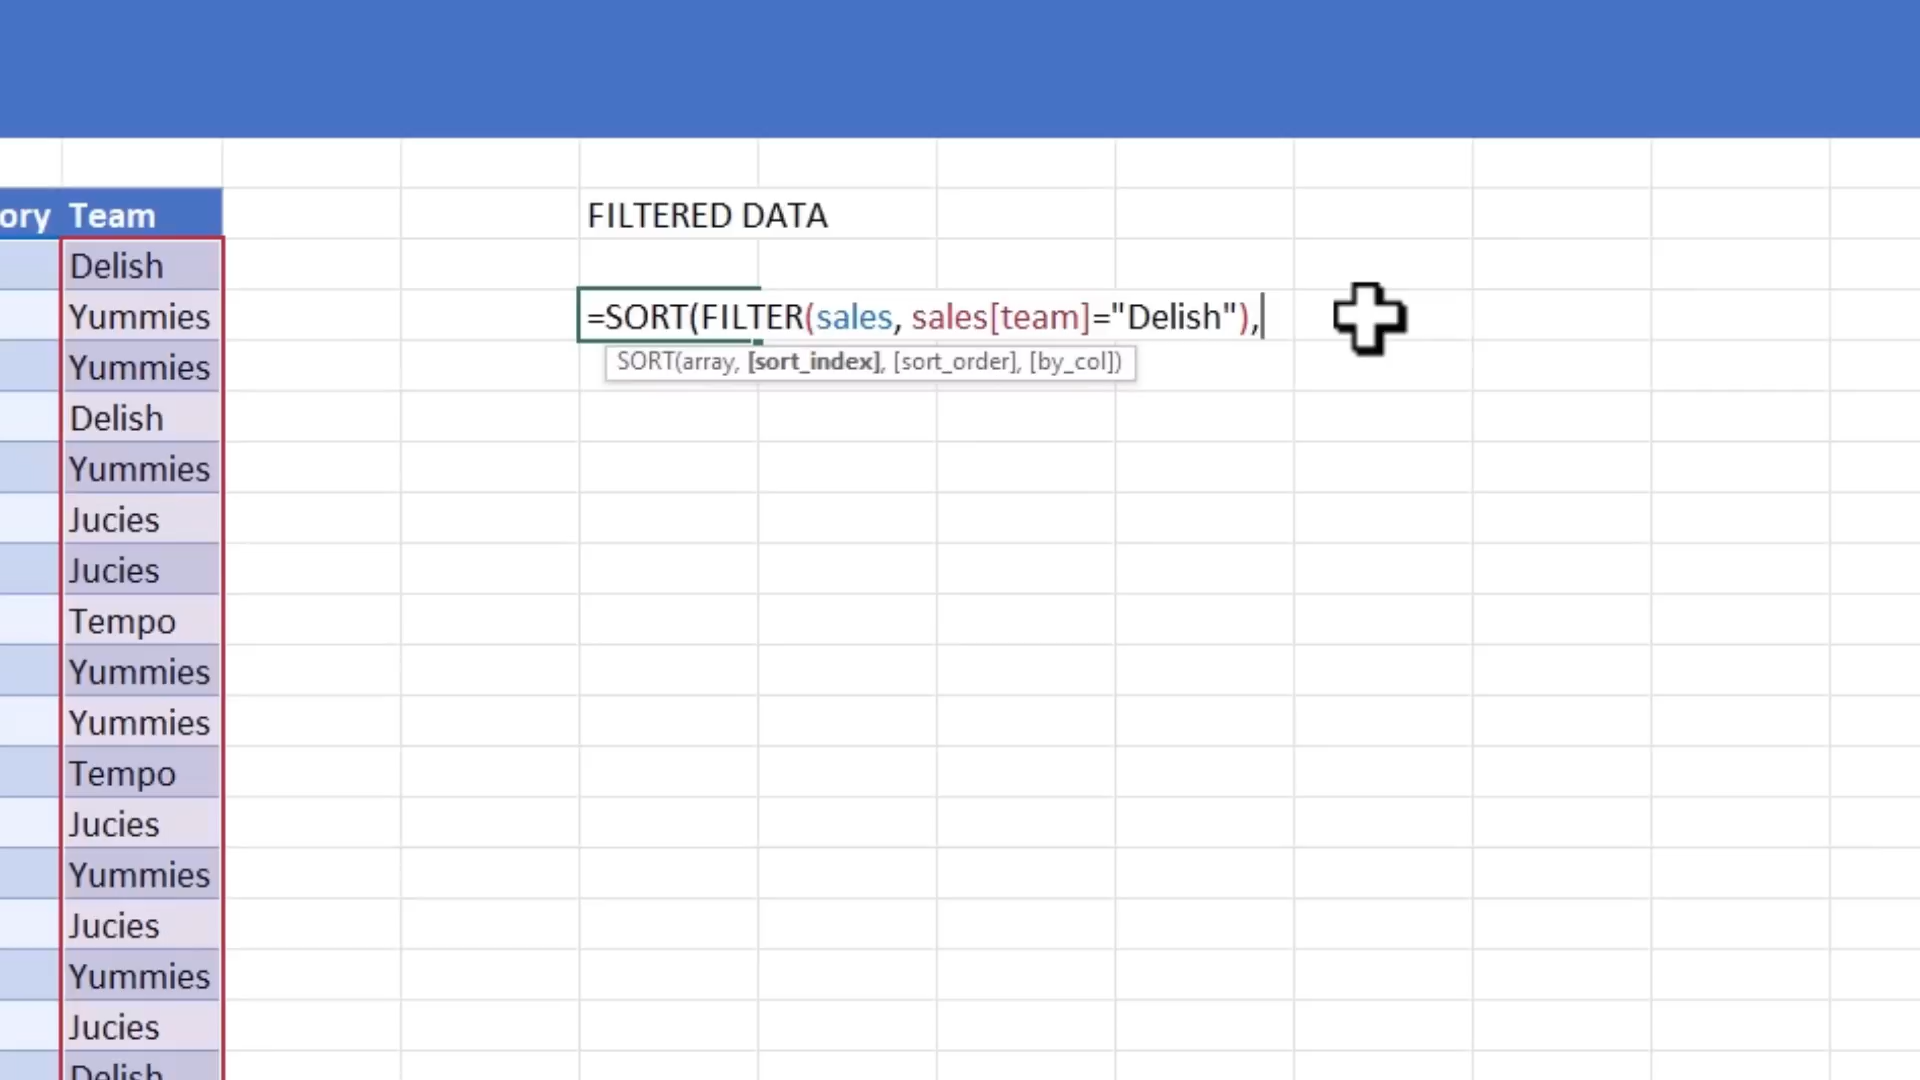 ory Team
FILTERED DATA
Delish
Yummies
=SORT(FILTER(sales, sales[team]="Delish"),
SORT(array, [sort_index], [sort_order], [by_col])
Yummies
Delish
Yummies
Jucies
Jucies
Tempo
Yummies
Yummies
Tempo
Jucies
Yummies
Jucies
Yummies
Jucies
Delish